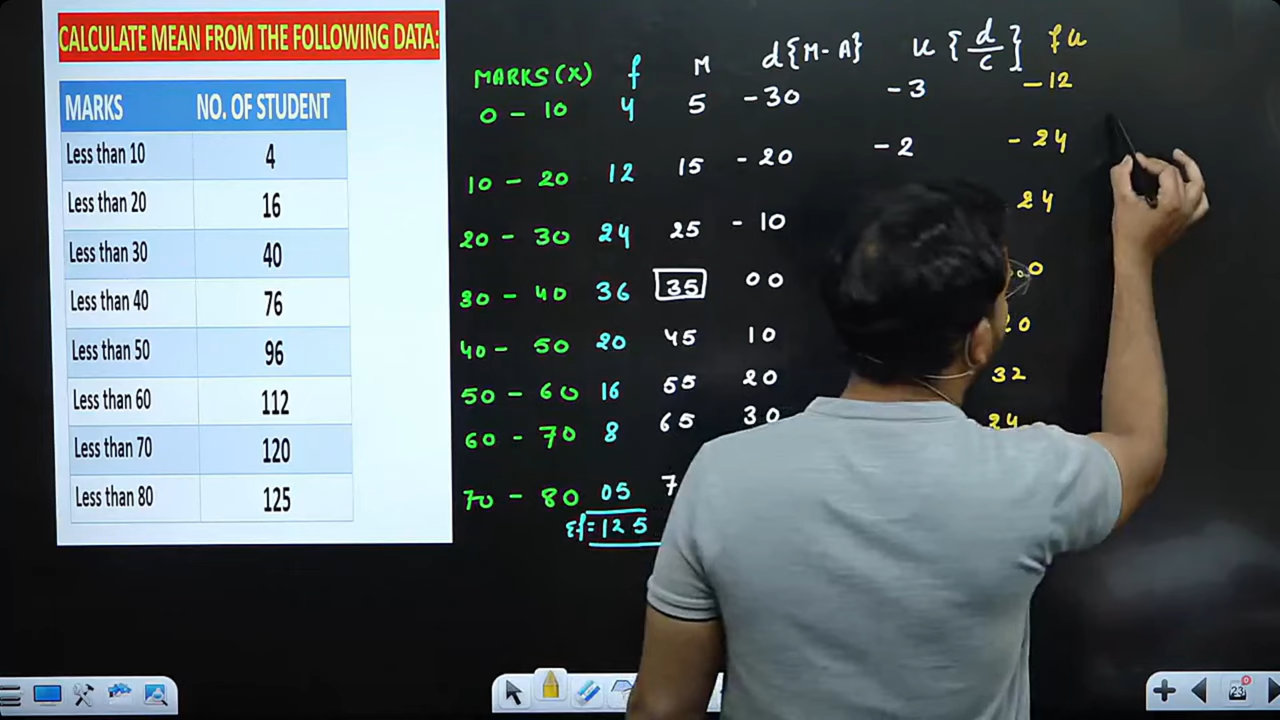 CALCULATE MEAN FROM THE FOLLOWING DATA:
MARKS NO. OF STUDENT
Less than 10 4
Less than 20 16
Less than 30 40
Less than 40 76
Less than 50 96
Less than 60 112
Less than 70 120
Less than 80 125
MARKS (X) f M d{M-A} u{d/c} fu
0 - 10 4 5 -30 -3 -12
10 - 20 12 15 -20 -2 -24
20 - 30 24 25 -10 24
30 - 40 36 35 00 0
40 - 50 20 45 10 20
50 - 60 16 55 20 32
60 - 70 8 65 30 24
70 - 80 05 7
Σf=125
23